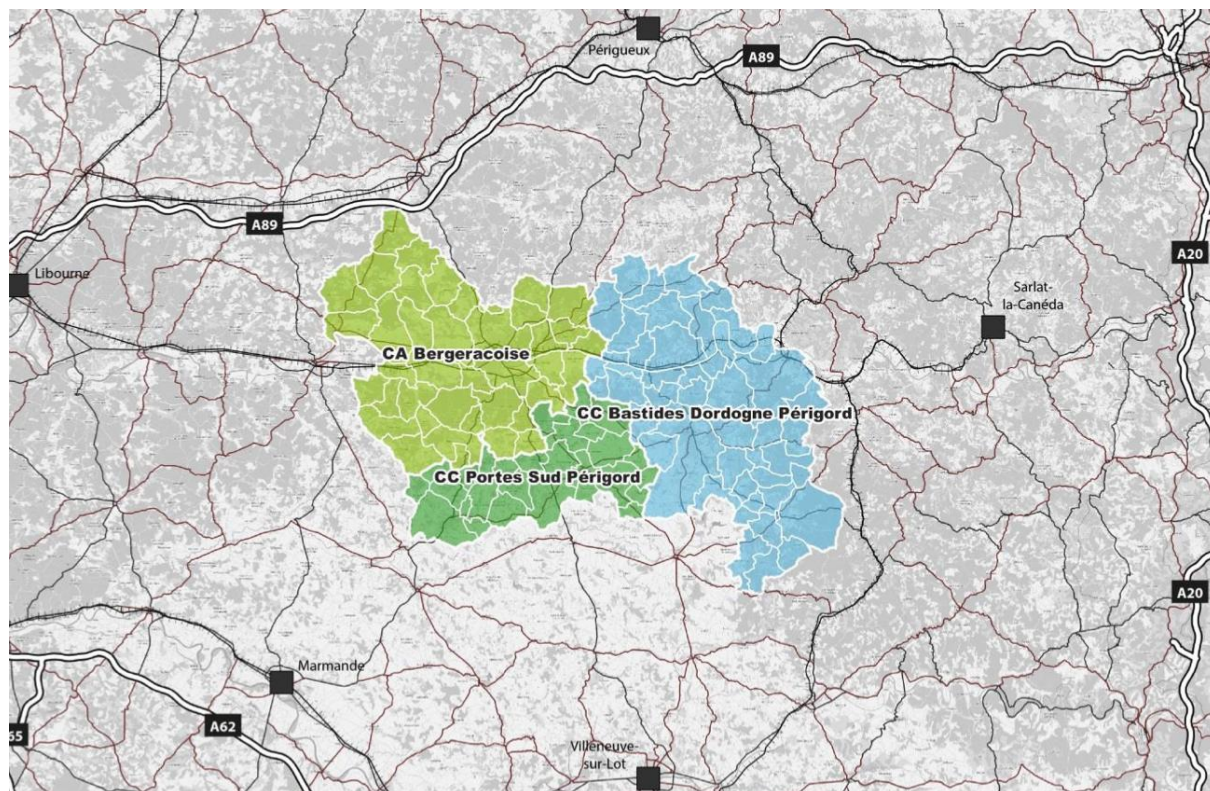 Périgueux
A89
A89
A20
Libourne
Sarlat-
la-Canéda
CA Bergeracoise
CC Bastides Dordogne Périgord
CC Portes Sud Périgord
A20
Marmande
A62
65
Villeneuve-
sur-Lot